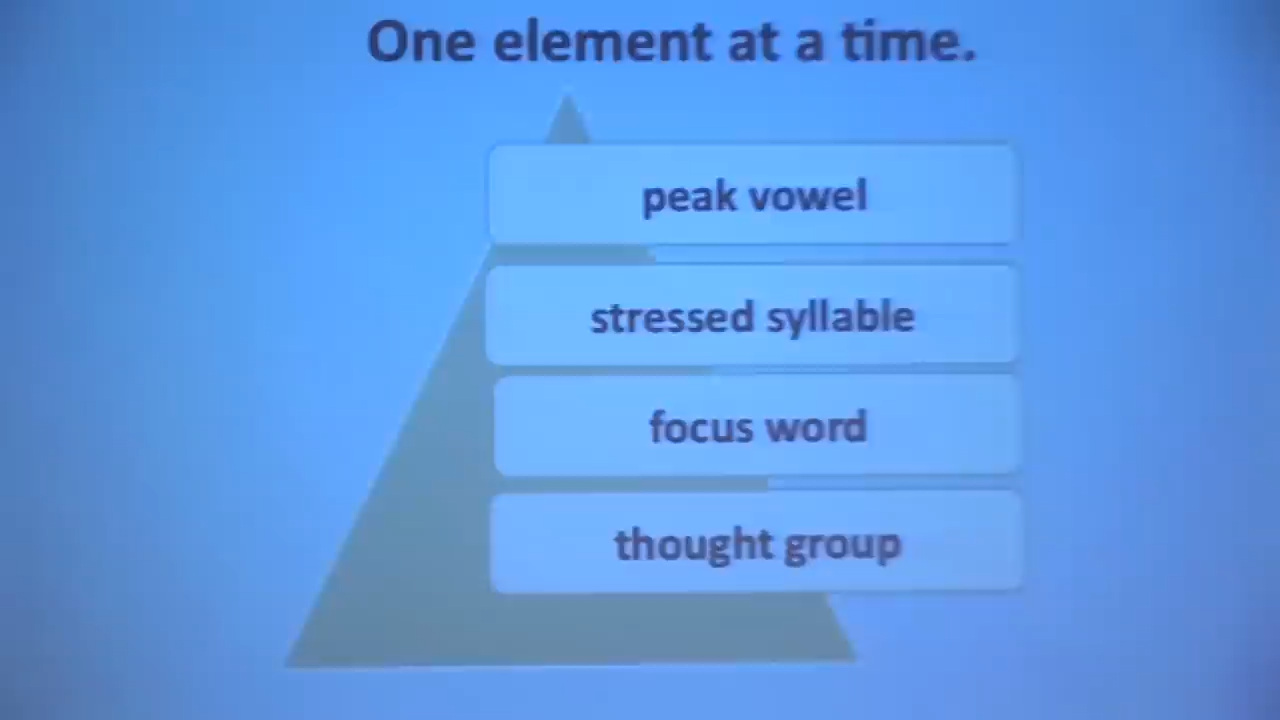 One element at a time.
peak vowel
stressed syllable
focus word
thought group